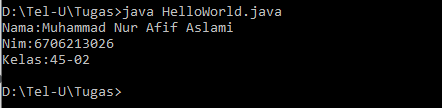 D:\Tel-U\Tugas>java HelloWorld.java
Nama:Muhammad Nur Afif Aslami
Nim:6706213026
Kelas:45-02
D:\Tel-U\Tugas>